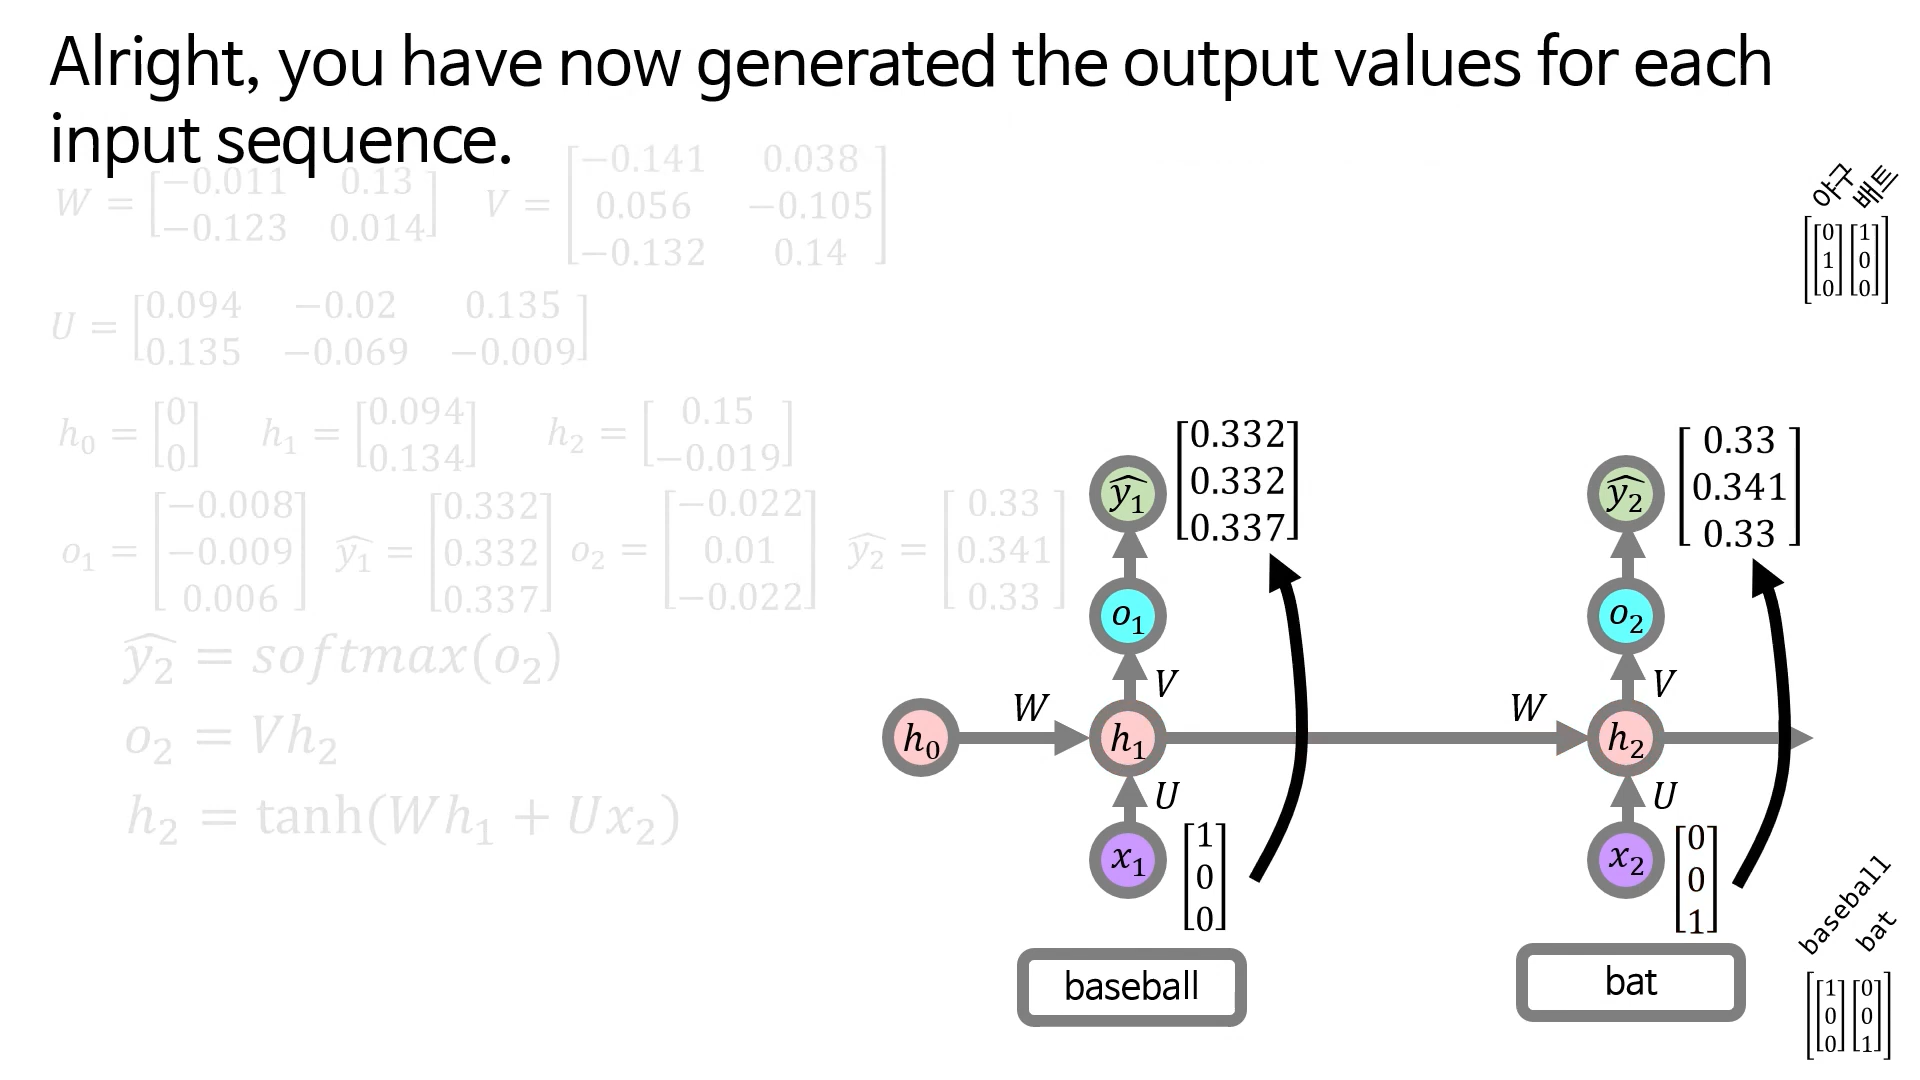 Alright, you have now generated the output values for each
input sequence.
W = [−0.011 0.13
−0.123 0.014]
V = [−0.141 0.038
0.056 −0.105
−0.132 0.14]
U = [0.094 −0.02 0.135
0.135 −0.069 −0.009]
h₀ = [0
0]
h₁ = [0.094
0.134]
h₂ = [0.15
−0.019]
o₁ = [−0.008
−0.009
0.006]
ŷ₁ = [0.332
0.332
0.337]
o₂ = [−0.022
0.01
−0.022]
ŷ₂ = [0.33
0.341
0.33]
ŷ₂ = softmax(o₂)
o₂ = Vh₂
h₂ = tanh(Wh₁ + Ux₂)
야구
배트
[[0
1
0]
[1
0
0]]
ŷ₁
[0.332
0.332
0.337]
ŷ₂
[0.33
0.341
0.33]
o₁
o₂
V
V
W
W
h₀
h₁
h₂
U
U
x₁
[1
0
0]
x₂
[0
0
1]
baseball
bat
baseball
bat
[[1
0
0]
[0
0
1]]